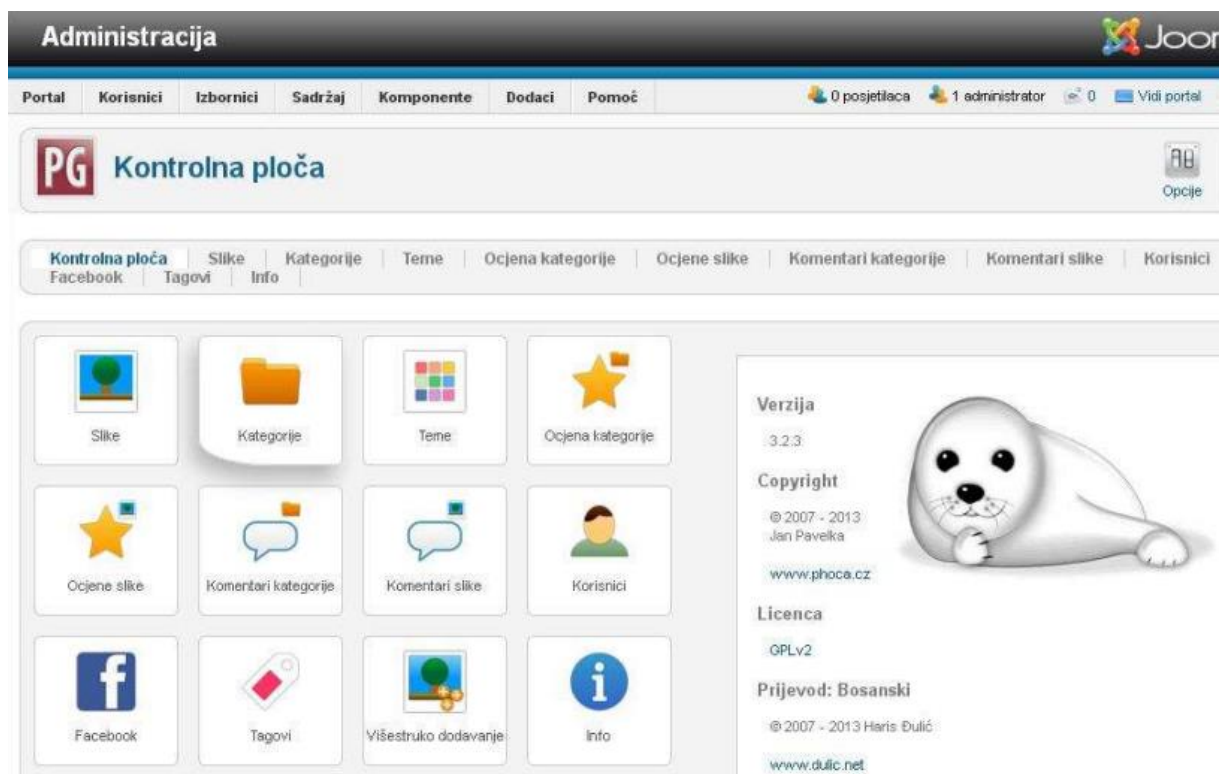 Administracija
Portal Korisnici Izbornici Sadržaj Komponente Dodaci Pomoć 0 posjetilaca 1 administrator 0 Vidi portal
PG Kontrolna ploča
Opcije
Kontrolna ploča Slike Kategorije Teme Ocjena kategorije Ocjene slike Komentari kategorije Komentari slike Korisnici
Facebook Tagovi Info
Slike Kategorije Teme Ocjena kategorije
Ocjene slike Komentari kategorije Komentari slike Korisnici
Facebook Tagovi Višestruko dodavanje Info
Verzija
3.2.3
Copyright
© 2007 - 2013
Jan Pavelka
www.phoca.cz
Licenca
GPLv2
Prijevod: Bosanski
© 2007 - 2013 Haris Đulić
www.dulic.net